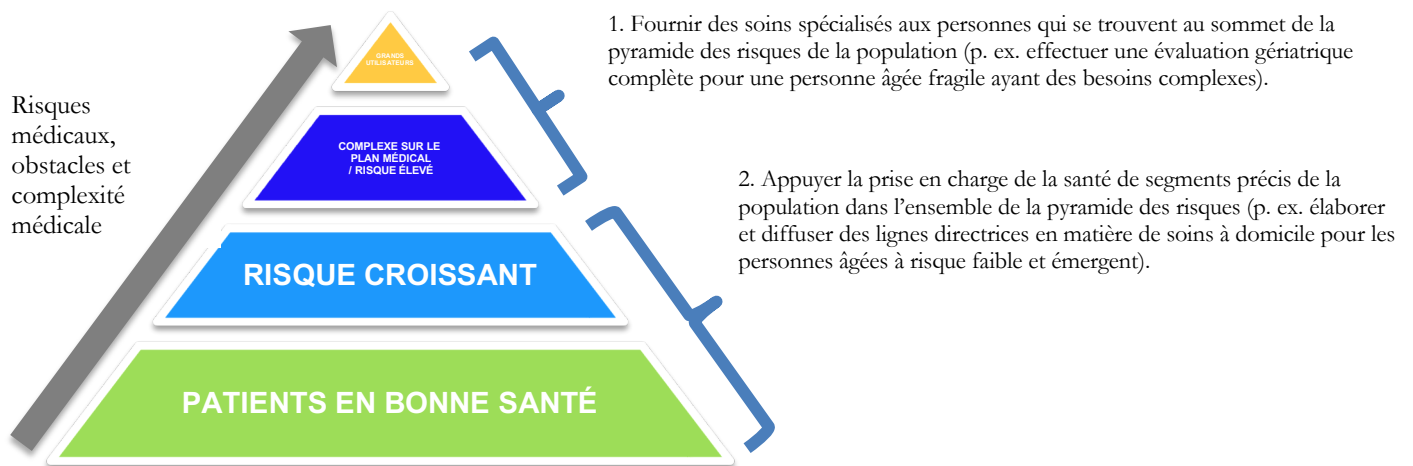 1. Fournir des soins spécialisés aux personnes qui se trouvent au sommet de la
pyramide des risques de la population (p. ex. effectuer une évaluation gériatrique
complète pour une personne âgée fragile ayant des besoins complexes).
GRANDS
UTILISATEURS
Risques
médicaux,
obstacles et
complexité
médicale
COMPLEXE SUR LE
PLAN MÉDICAL
/ RISQUE ÉLEVÉ
2. Appuyer la prise en charge de la santé de segments précis de la
population dans l’ensemble de la pyramide des risques (p. ex. élaborer
et diffuser des lignes directrices en matière de soins à domicile pour les
personnes âgées à risque faible et émergent).
RISQUE CROISSANT
PATIENTS EN BONNE SANTÉ